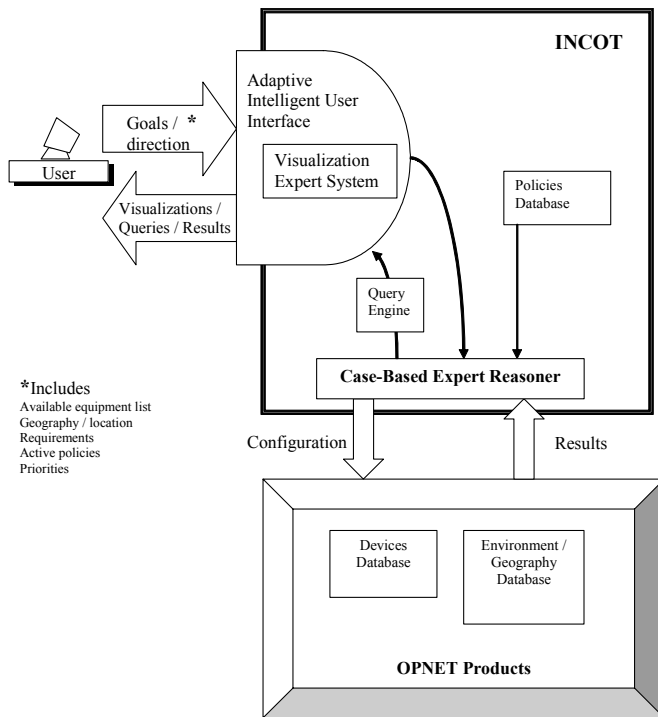 INCOT
Adaptive
Intelligent User
Interface
Goals / *
direction
Visualization
Expert System
User
Policies
Database
Visualizations /
Queries / Results
Query
Engine
Case-Based Expert Reasoner
*Includes
Available equipment list
Geography / location
Requirements
Active policies
Priorities
Configuration
Results
Devices
Database
Environment /
Geography
Database
OPNET Products